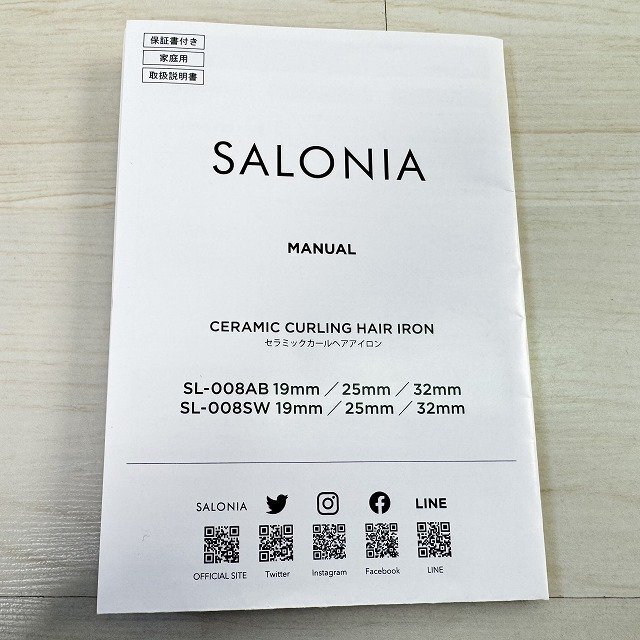 保証書付き
家庭用
取扱説明書
SALONIA
MANUAL
CERAMIC CURLING HAIR IRON
セラミックカールヘアアイロン
SL-008AB 19mm ／ 25mm ／ 32mm
SL-008SW 19mm ／ 25mm ／ 32mm
SALONIA LINE
OFFICIAL SITE Twitter Instagram Facebook LINE